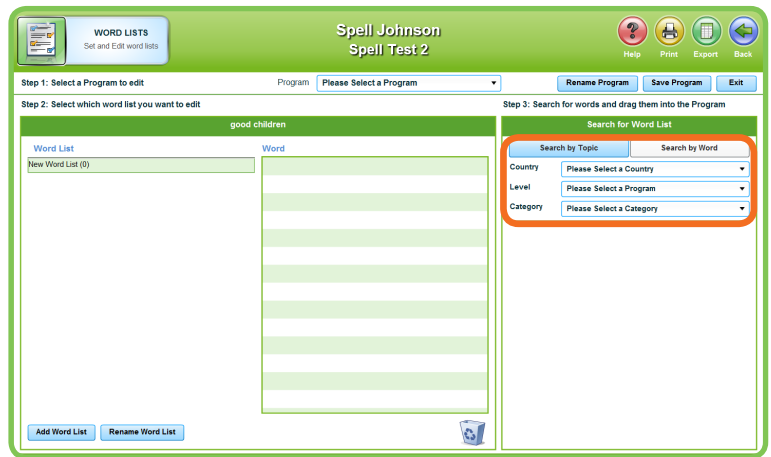 WORD LISTS
Set and Edit word lists
Spell Johnson
Spell Test 2
Help Print Export Back
Step 1: Select a Program to edit
Program Please Select a Program
Rename Program Save Program Exit
Step 2: Select which word list you want to edit
Step 3: Search for words and drag them into the Program
good children
Search for Word List
Word List Word
New Word List (0)
Search by Topic Search by Word
Country Please Select a Country
Level Please Select a Program
Category Please Select a Category
Add Word List Rename Word List